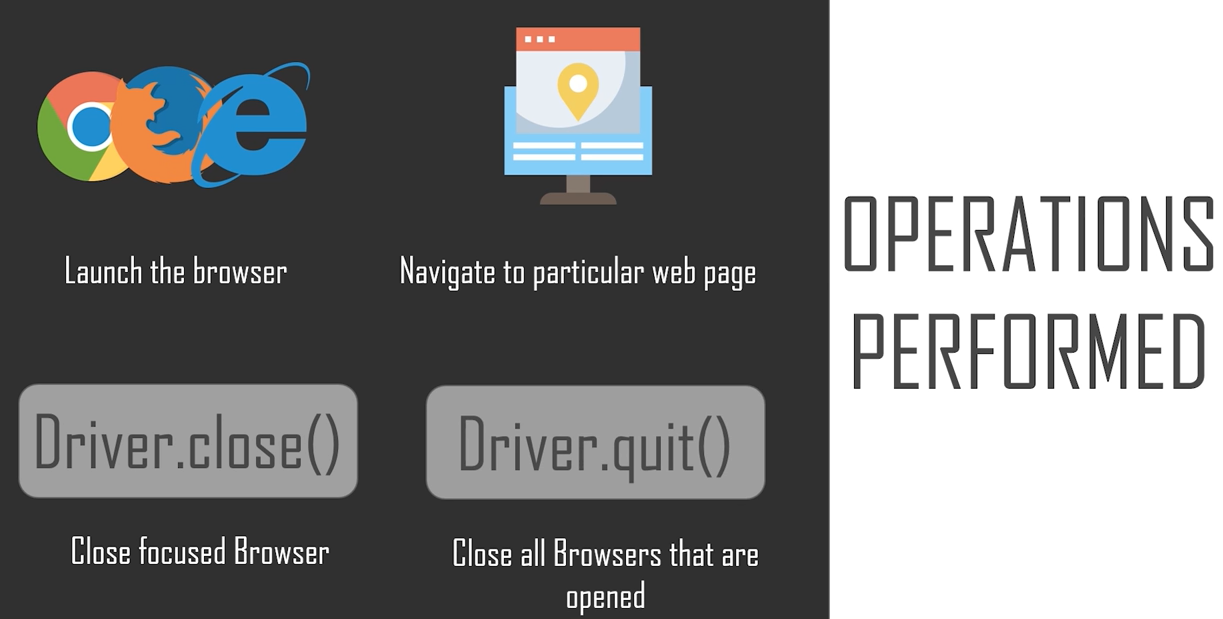 Launch the browser
Navigate to particular web page
OPERATIONS
PERFORMED
Driver.close()
Driver.quit()
Close focused Browser
Close all Browsers that are
opened